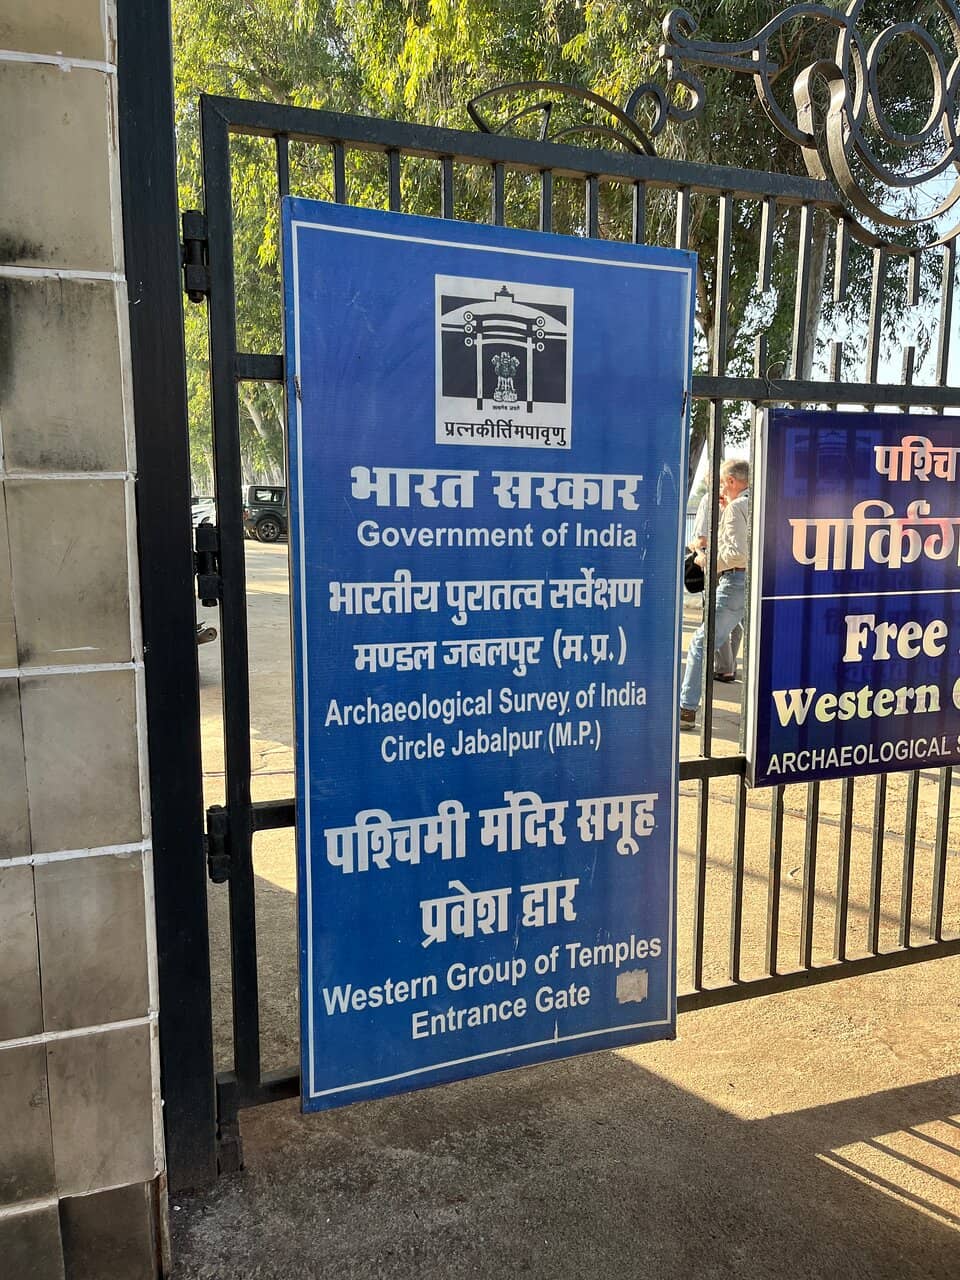 प्रत्नकीर्त्तिमपावृणु
भारत सरकार
Government of India
भारतीय पुरातत्व सर्वेक्षण
मण्डल जबलपुर (म.प्र.)
Archaeological Survey of India
Circle Jabalpur (M.P.)
पश्चिमी मंदिर समूह
प्रवेश द्वार
Western Group of Temples
Entrance Gate
पश्चि
पार्किंग
Free
Western
ARCHAEOLOGICAL